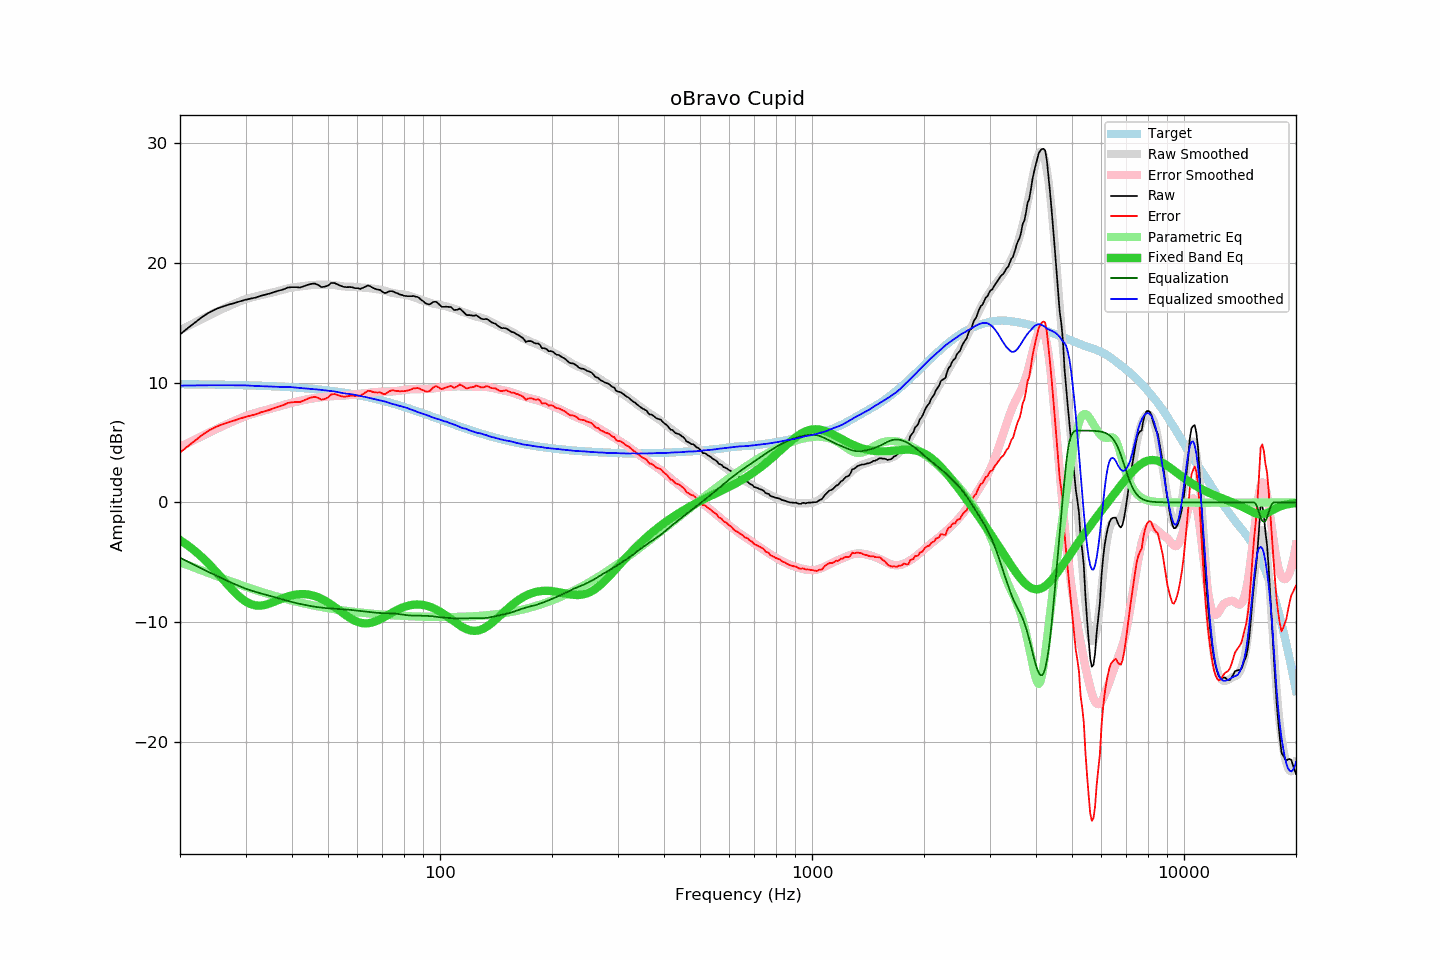 oBravo Cupid
Amplitude (dBr)
30
20
10
0
−10
−20
Target
Raw Smoothed
Error Smoothed
Raw
Error
Parametric Eq
Fixed Band Eq
Equalization
Equalized smoothed
100
1000
10000
Frequency (Hz)